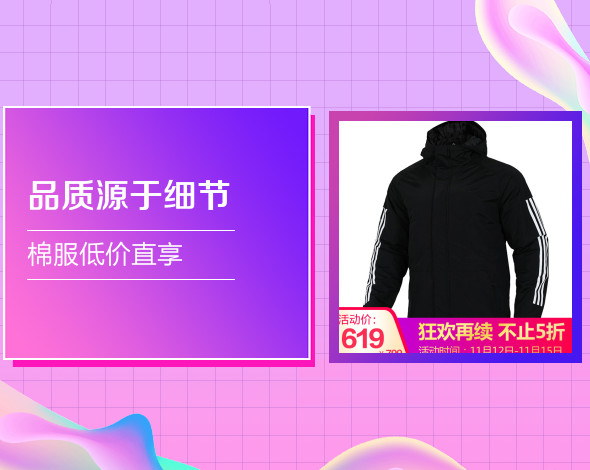 品质源于细节
棉服低价直享
活动价：
619
狂欢再续 不止5折
活动时间：11月12日-11月15日